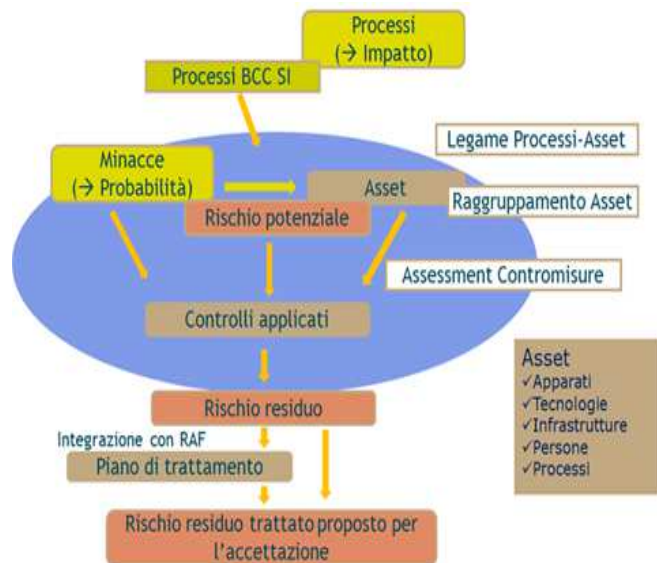 Processi
(→ Impatto)
Processi BCC SI
Legame Processi-Asset
Minacce
(→ Probabilità)
Asset
Raggruppamento Asset
Rischio potenziale
Assessment Contromisure
Controlli applicati
Asset
✓Apparati
✓Tecnologie
✓Infrastrutture
✓Persone
✓Processi
Rischio residuo
Integrazione con RAF
Piano di trattamento
Rischio residuo trattato proposto per
l'accettazione